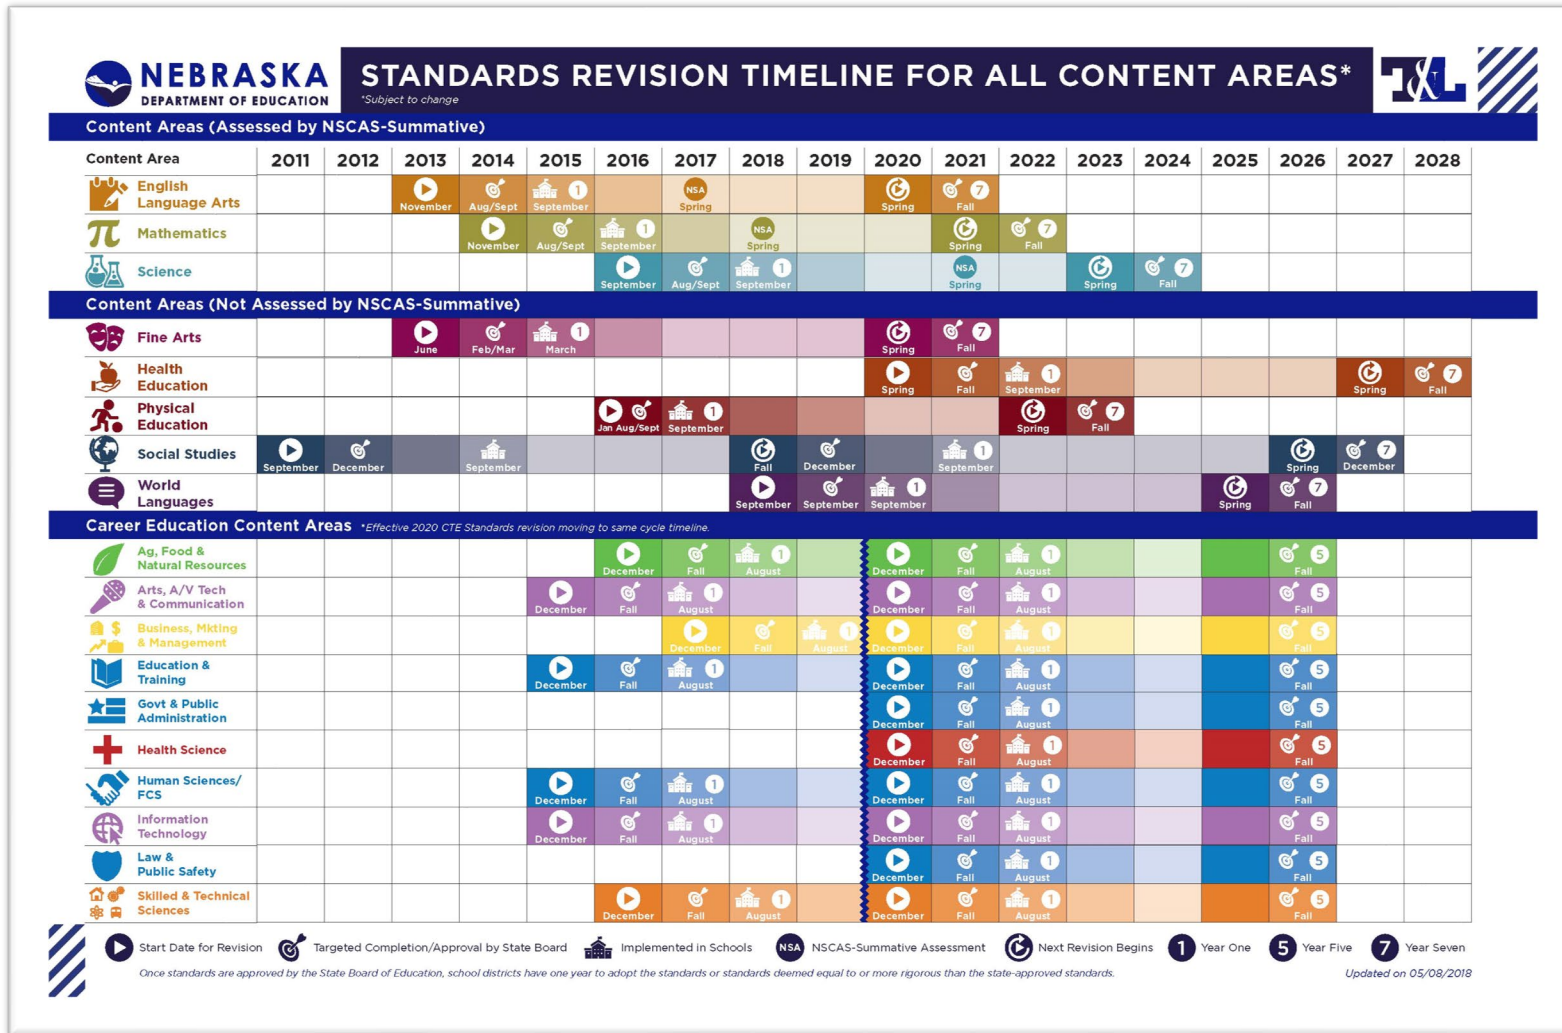 NEBRASKA
DEPARTMENT OF EDUCATION
STANDARDS REVISION TIMELINE FOR ALL CONTENT AREAS*
*Subject to change
T&L
Content Areas (Assessed by NSCAS-Summative)
Content Area 2011 2012 2013 2014 2015 2016 2017 2018 2019 2020 2021 2022 2023 2024 2025 2026 2027 2028
English
Language Arts
1 NSA 7
November Aug/Sept September Spring Spring Fall
π Mathematics
1 NSA 7
November Aug/Sept September Spring Spring Fall
Science
1 NSA 7
September Aug/Sept September Spring Spring Fall
Content Areas (Not Assessed by NSCAS-Summative)
Fine Arts
1 7
June Feb/Mar March Spring Fall
Health
Education
1 7
Spring Fall September Spring Fall
Physical
Education
1 7
Jan Aug/Sept September Spring Fall
Social Studies
1 7
September December September Fall December September Spring December
World
Languages
1 7
September September September Spring Fall
Career Education Content Areas *Effective 2020 CTE Standards revision moving to same cycle timeline.
Ag, Food &
Natural Resources
1 1 5
December Fall August December Fall August Fall
Arts, A/V Tech
& Communication
1 1 5
December Fall August December Fall August Fall
$ Business, Mkting
& Management
1 1 5
December Fall August December Fall August Fall
Education &
Training
1 1 5
December Fall August December Fall August Fall
Govt & Public
Administration
1 5
December Fall August Fall
Health Science
1 5
December Fall August Fall
Human Sciences/
FCS
1 1 5
December Fall August December Fall August Fall
Information
Technology
1 1 5
December Fall August December Fall August Fall
Law &
Public Safety
1 5
December Fall August Fall
Skilled & Technical
Sciences
1 1 5
December Fall August December Fall August Fall
Start Date for Revision Targeted Completion/Approval by State Board Implemented in Schools NSA NSCAS-Summative Assessment Next Revision Begins 1 Year One 5 Year Five 7 Year Seven
Once standards are approved by the State Board of Education, school districts have one year to adopt the standards or standards deemed equal to or more rigorous than the state-approved standards.
Updated on 05/08/2018